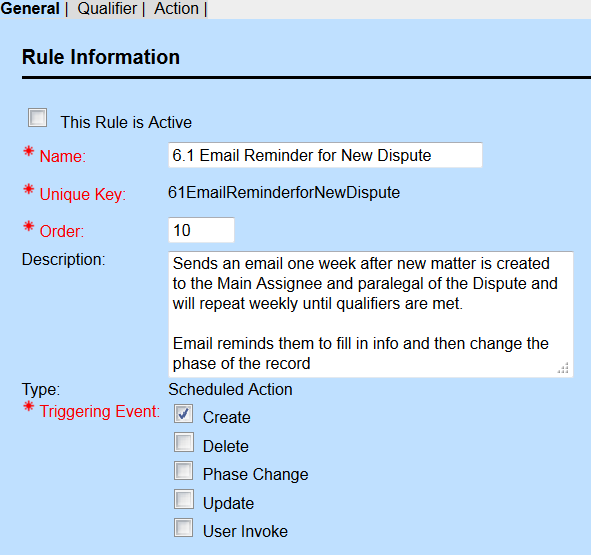 General | Qualifier | Action |
Rule Information
This Rule is Active
* Name: 6.1 Email Reminder for New Dispute
* Unique Key: 61EmailReminderforNewDispute
* Order: 10
Description: Sends an email one week after new matter is created
to the Main Assignee and paralegal of the Dispute and
will repeat weekly until qualifiers are met.
Email reminds them to fill in info and then change the
phase of the record
Type: Scheduled Action
* Triggering Event: Create
Delete
Phase Change
Update
User Invoke